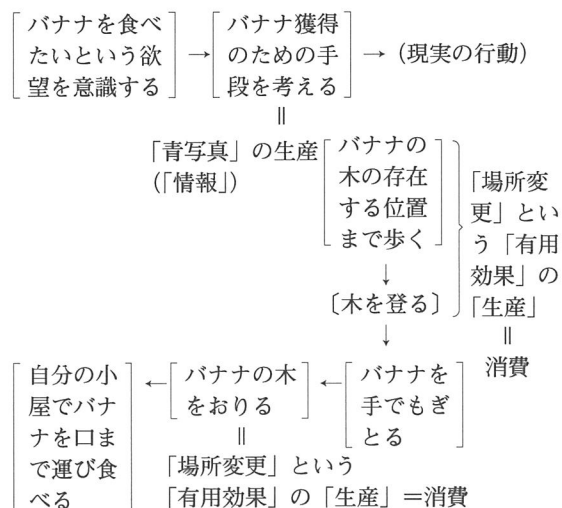 バナナを食べ
たいという欲
望を意識する
→
バナナ獲得
のための手
段を考える
→（現実の行動）
‖
「青写真」の生産
（「情報」）
バナナの
木の存在
する位置
まで歩く
「場所変
更」とい
う「有用
効果」の
「生産」
‖
消費
↓
〔木を登る〕
↓
バナナを
手でもぎ
とる
←
バナナの木
をおりる
‖
「場所変更」という
「有用効果」の「生産」＝消費
←
自分の小
屋でバナ
ナを口ま
で運び食
べる